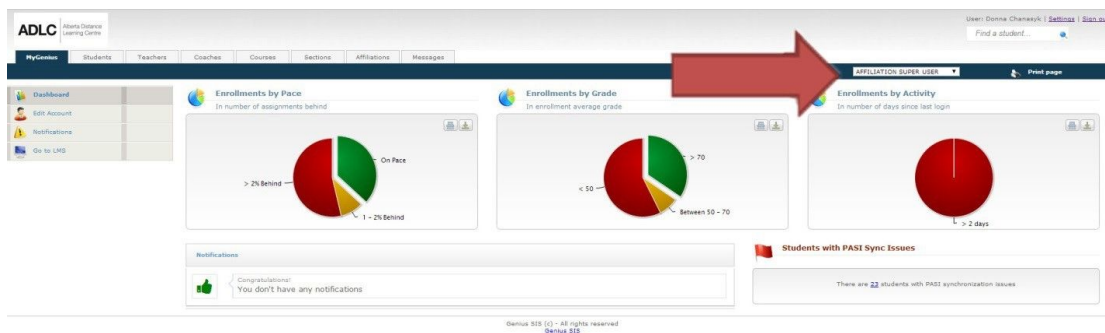 User: Donna Chanasyk | Settings | Sign ou
ADLC Alberta Distance
Learning Centre
Find a student...
MyGenius Students Teachers Coaches Courses Sections Affiliations Messages
AFFILIATION SUPER USER Print page
Dashboard
Edit Account
Notifications
Go to LMS
Enrollments by Pace
In number of assignments behind
On Pace
> 2% Behind
1 - 2% Behind
Enrollments by Grade
In enrollment average grade
> 70
< 50
Between 50 - 70
Enrollments by Activity
In number of days since last login
> 2 days
Notifications
Congratulations!
You don't have any notifications
Students with PASI Sync Issues
There are 23 students with PASI synchronization issues
Genius SIS (c) - All rights reserved
Genius SIS